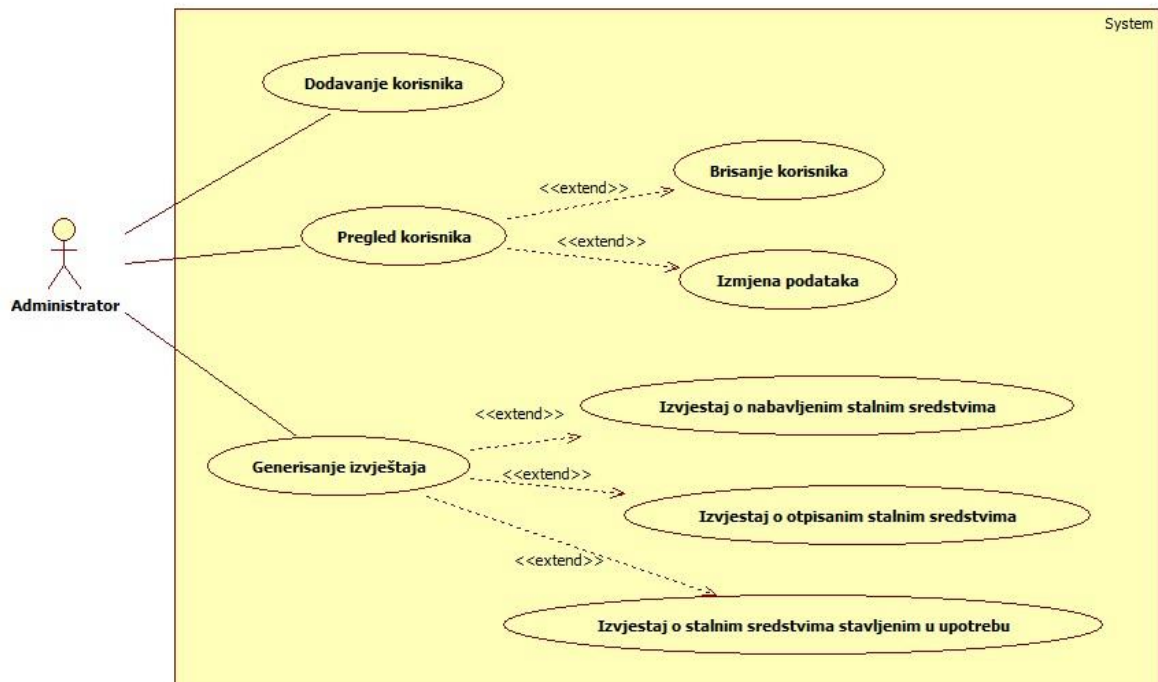 System
Dodavanje korisnika
Brisanje korisnika
<<extend>>
Pregled korisnika
<<extend>>
Izmjena podataka
Administrator
Izvjestaj o nabavljenim stalnim sredstvima
<<extend>>
Generisanje izvještaja
<<extend>>
Izvjestaj o otpisanim stalnim sredstvima
<<extend>>
Izvjestaj o stalnim sredstvima stavljenim u upotrebu